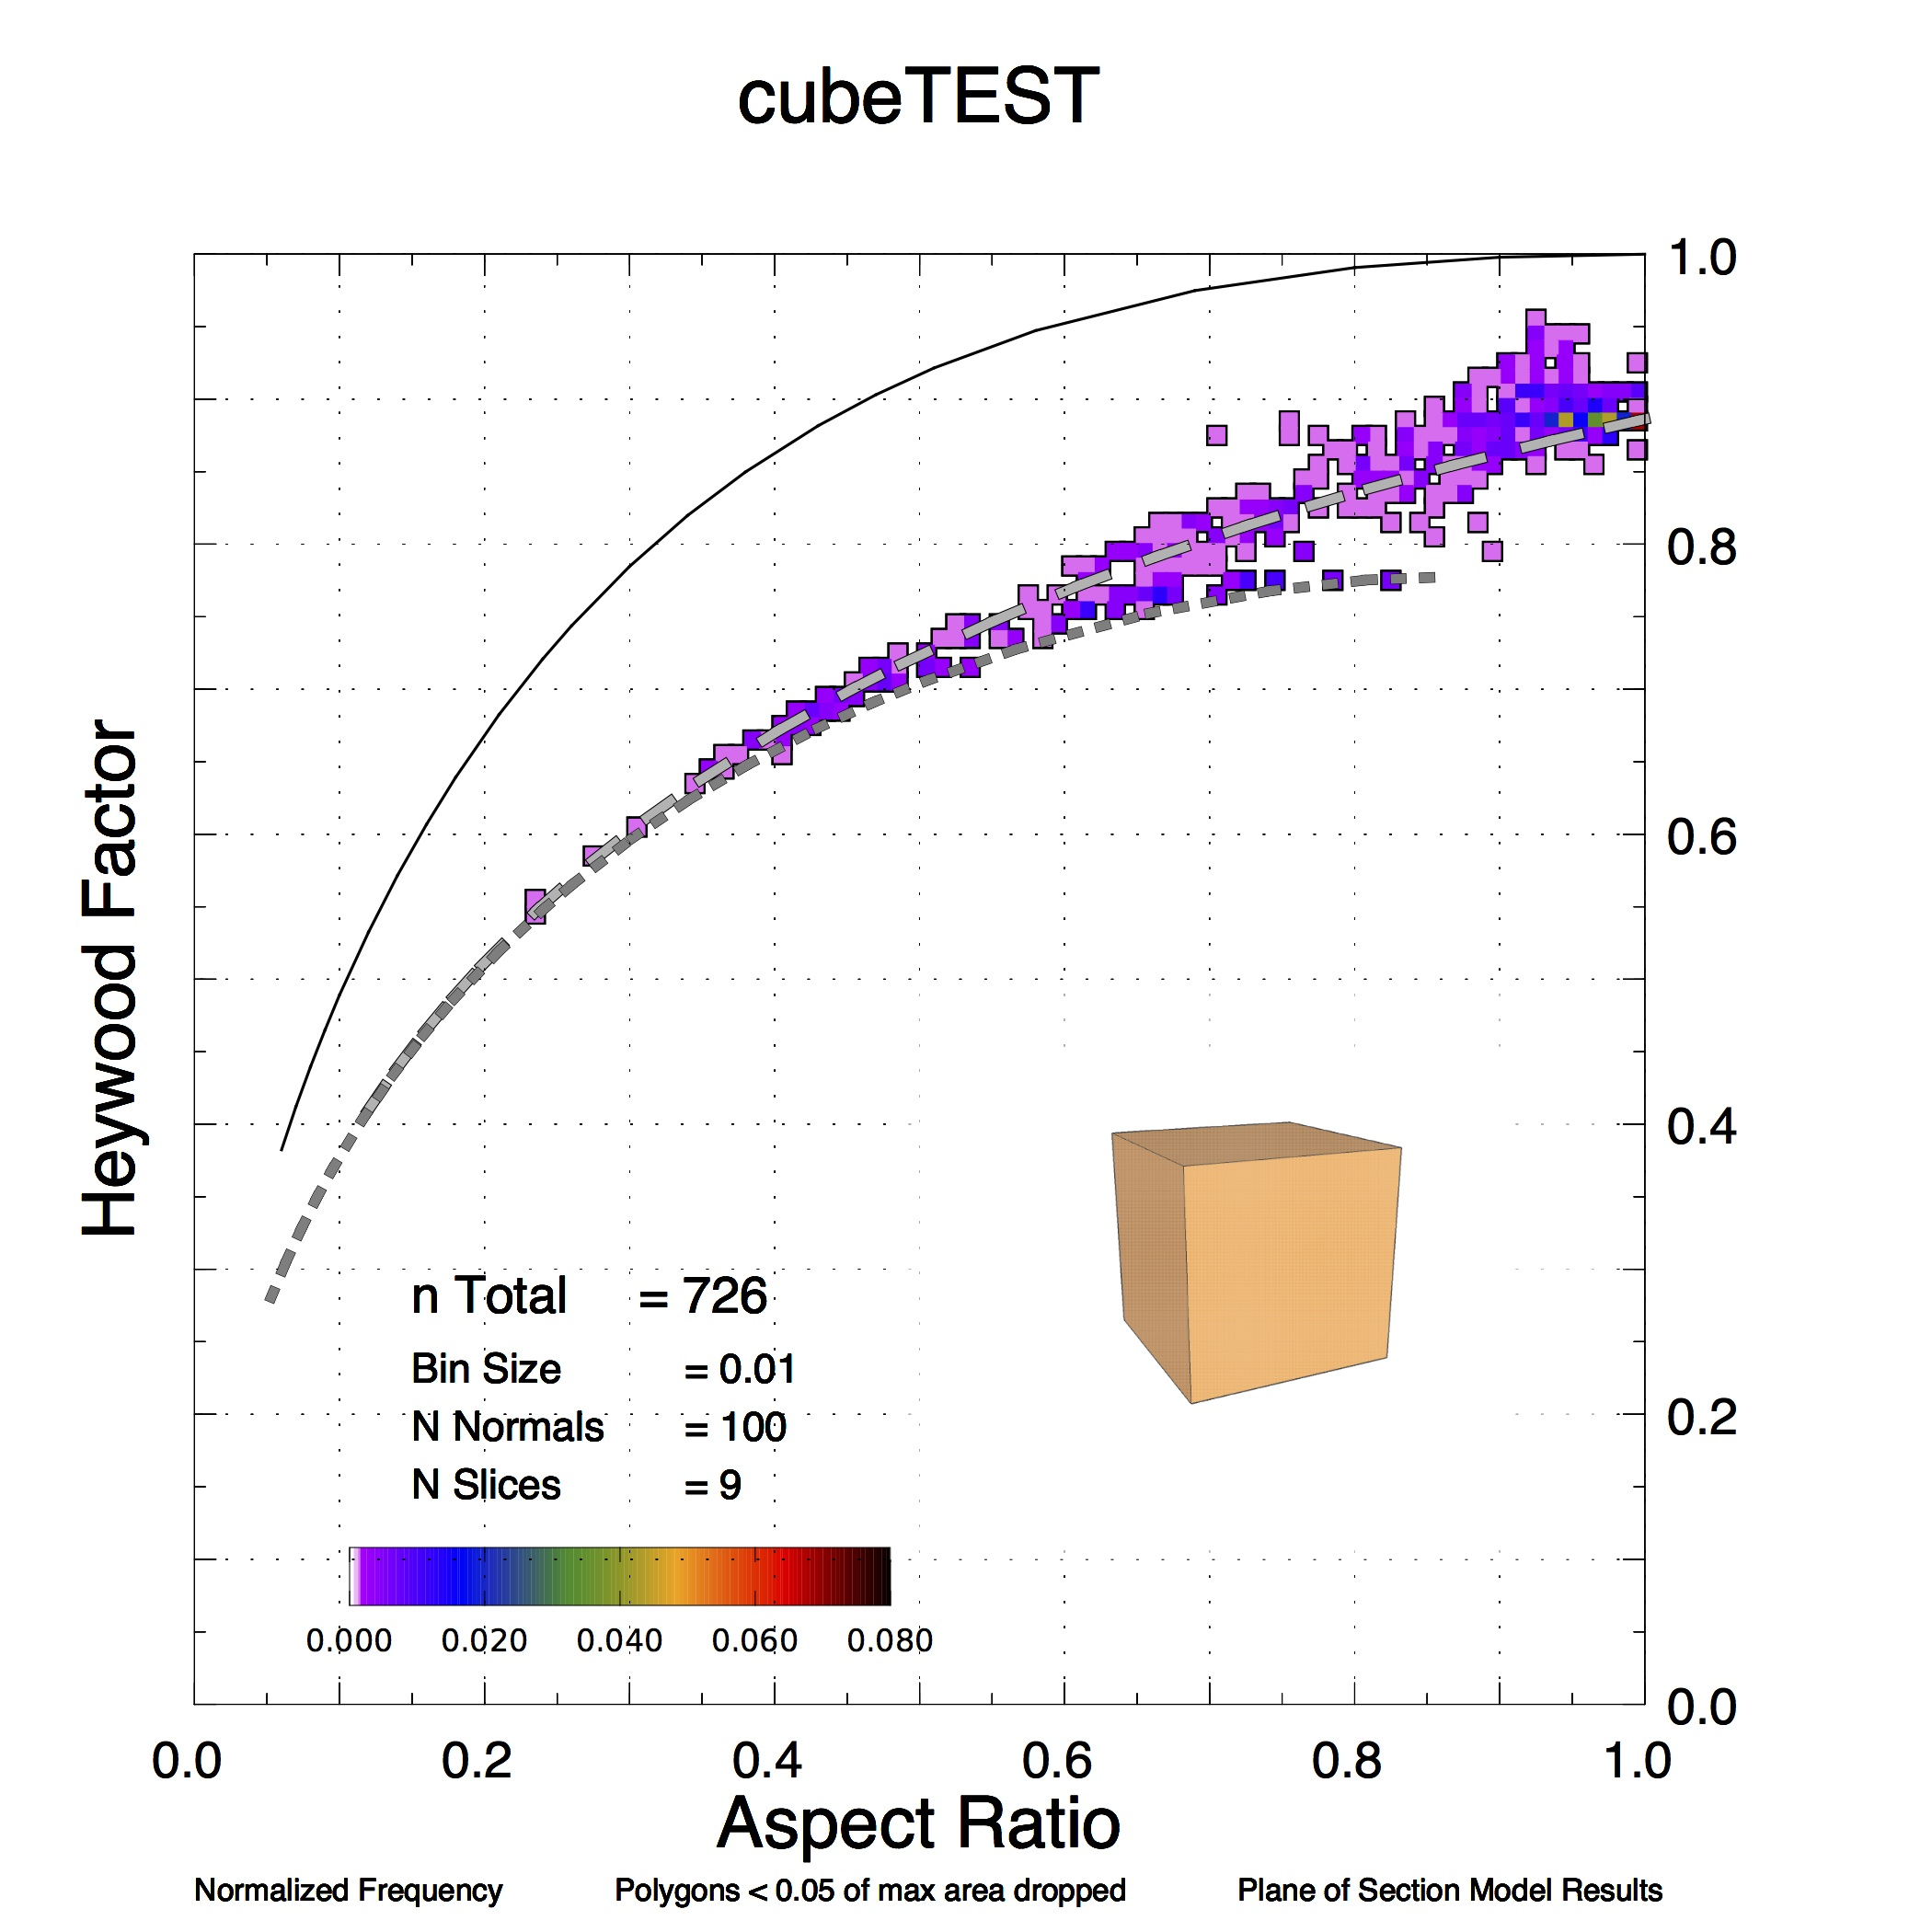 cubeTEST
1.0
0.8
0.6
0.4
0.2
0.0
Heywood Factor
n Total = 726
Bin Size = 0.01
N Normals = 100
N Slices = 9
0.000 0.020 0.040 0.060 0.080
0.0 0.2 0.4 0.6 0.8 1.0
Aspect Ratio
Normalized Frequency Polygons < 0.05 of max area dropped Plane of Section Model Results